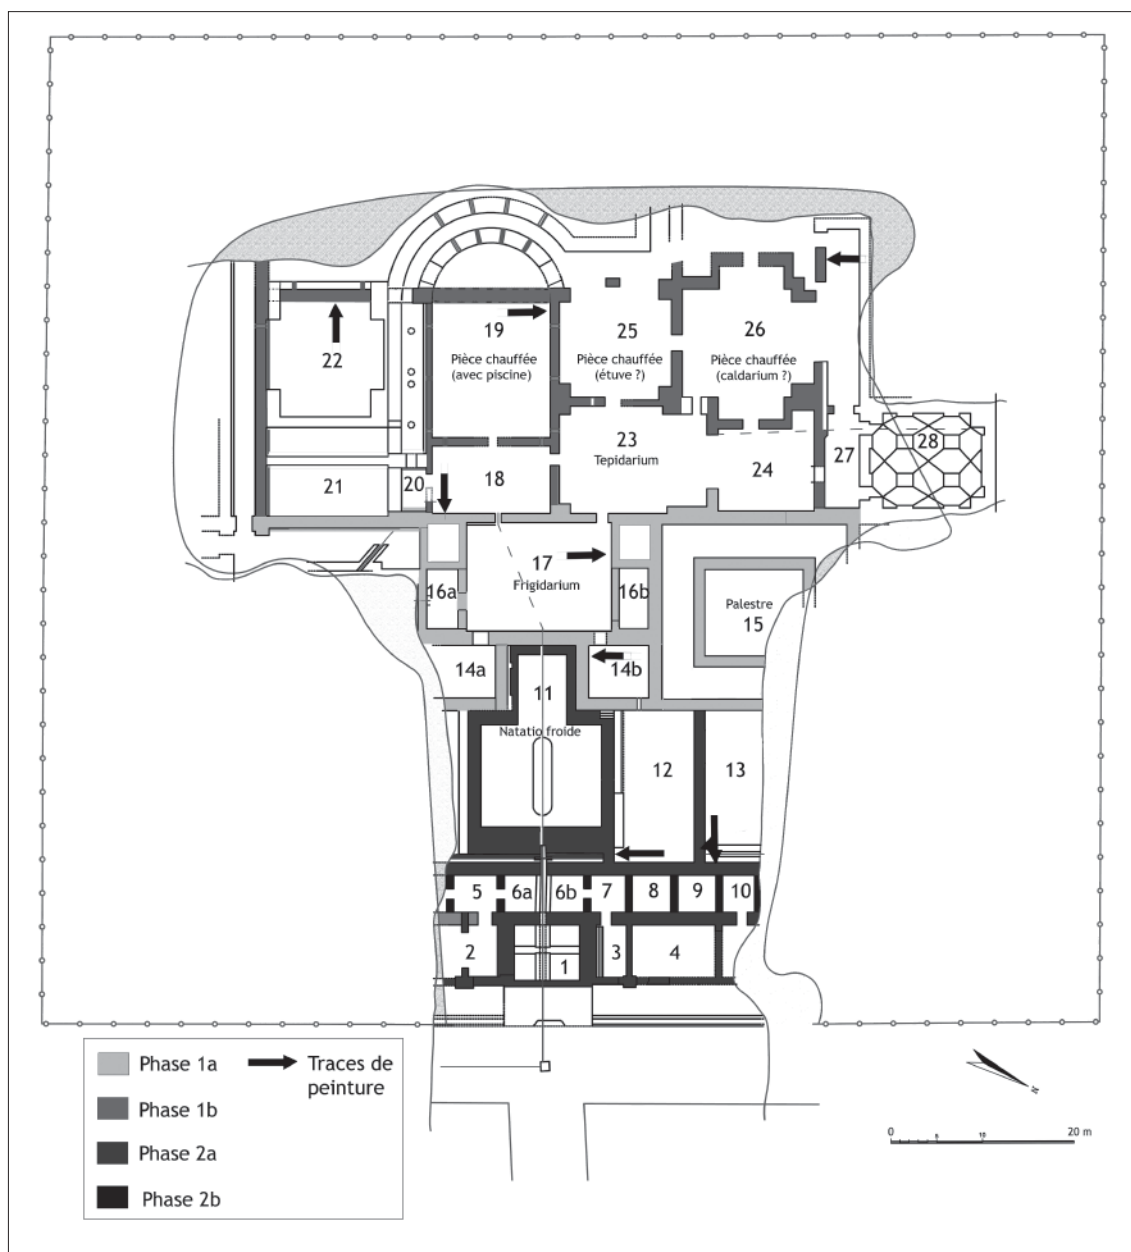 19
Pièce chauffée
(avec piscine)
25
Pièce chauffée
(étuve ?)
26
Pièce chauffée
(caldarium ?)
22
23
Tepidarium
24
27
28
21
20
18
17
Frigidarium
16a
16b
Palestre
15
14a
14b
11
Natatio froide
12
13
5
6a
6b
7
8
9
10
2
1
3
4
Phase 1a
Traces de
peinture
Phase 1b
Phase 2a
Phase 2b
N
0 5 10 20 m